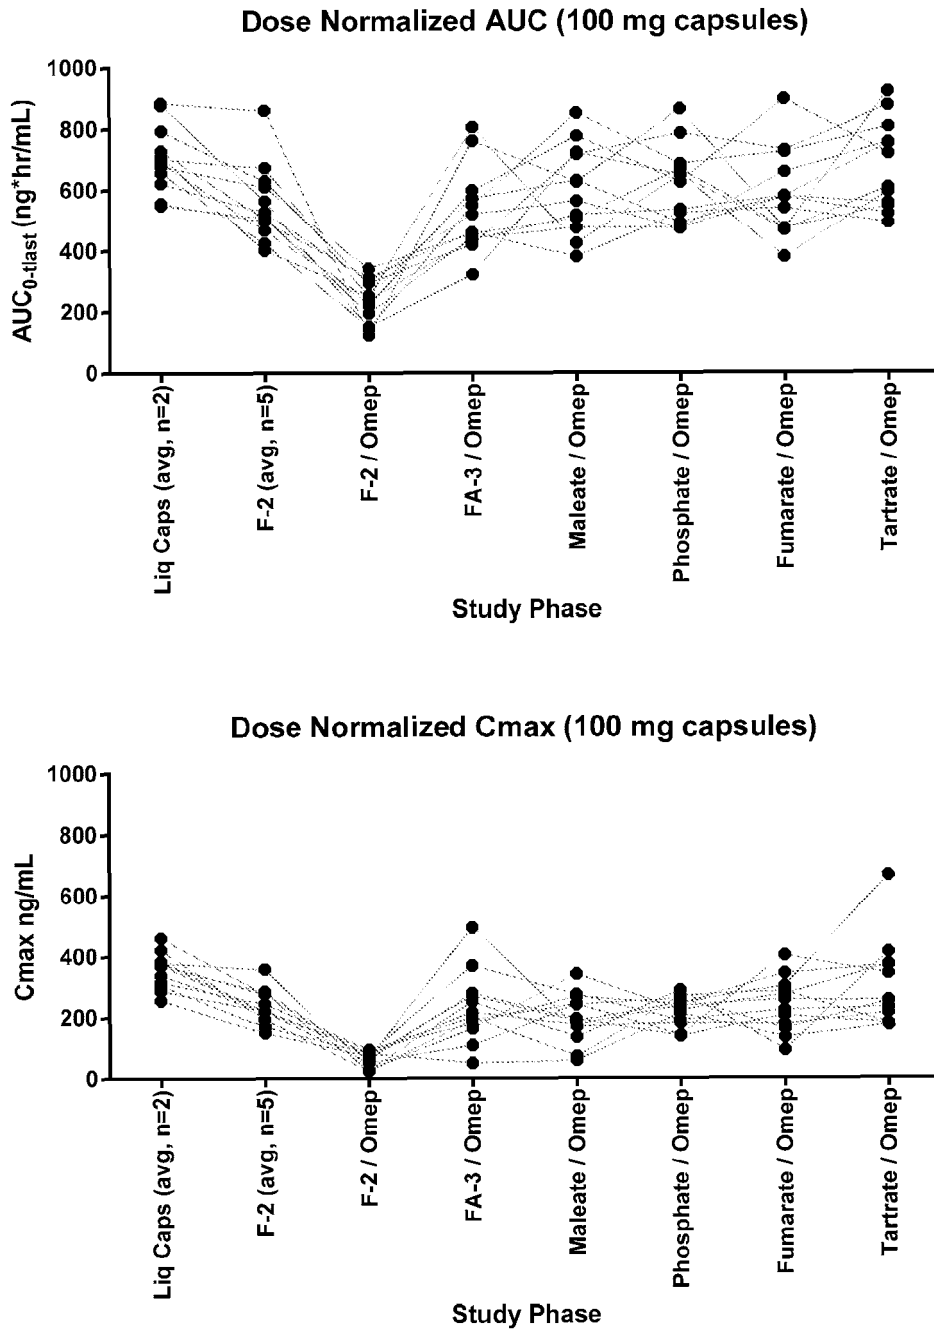 Dose Normalized AUC (100 mg capsules)
AUC0-tlast (ng*hr/mL)
1000
800
600
400
200
0
Liq Caps (avg, n=2)
F-2 (avg, n=5)
F-2 / Omep
FA-3 / Omep
Maleate / Omep
Phosphate / Omep
Fumarate / Omep
Tartrate / Omep
Study Phase
Dose Normalized Cmax (100 mg capsules)
Cmax ng/mL
1000
800
600
400
200
0
Liq Caps (avg, n=2)
F-2 (avg, n=5)
F-2 / Omep
FA-3 / Omep
Maleate / Omep
Phosphate / Omep
Fumarate / Omep
Tartrate / Omep
Study Phase